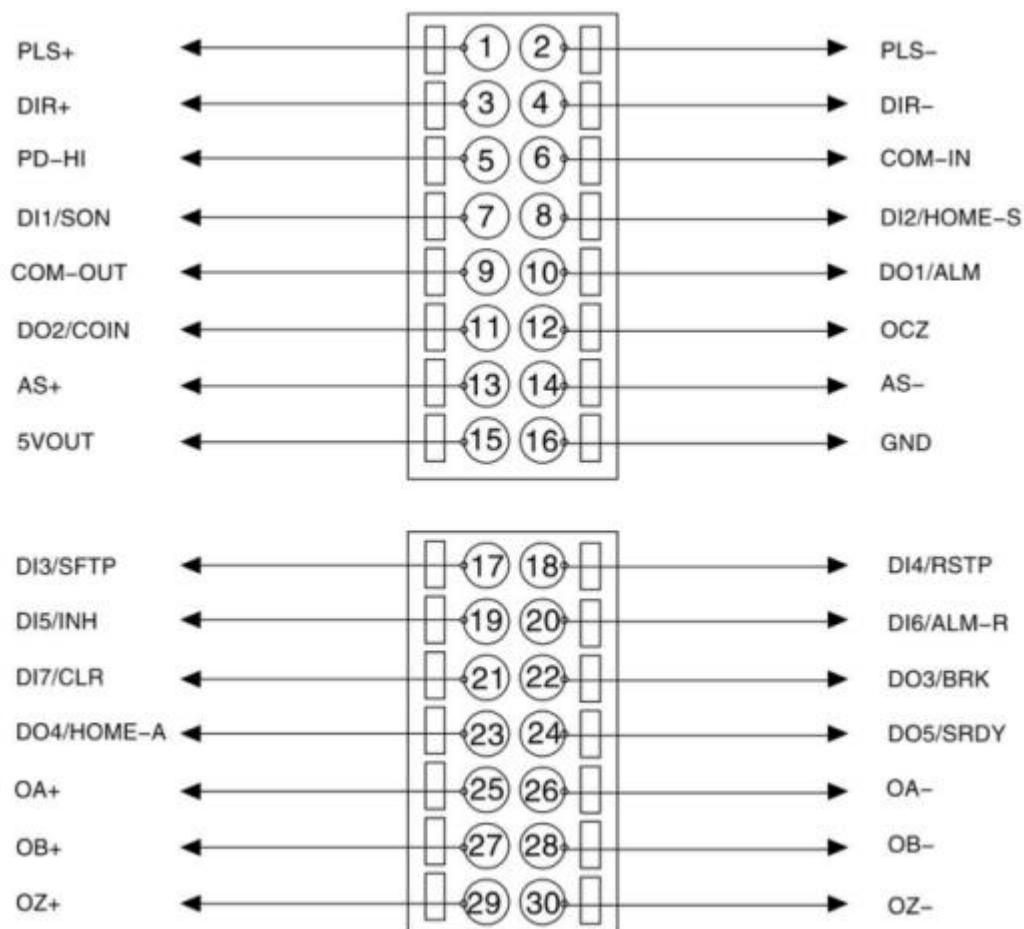 PLS+ 1 2 PLS−
DIR+ 3 4 DIR−
PD−HI 5 6 COM−IN
DI1/SON 7 8 DI2/HOME−S
COM−OUT 9 10 DO1/ALM
DO2/COIN 11 12 OCZ
AS+ 13 14 AS−
5VOUT 15 16 GND
DI3/SFTP 17 18 DI4/RSTP
DI5/INH 19 20 DI6/ALM−R
DI7/CLR 21 22 DO3/BRK
DO4/HOME−A 23 24 DO5/SRDY
OA+ 25 26 OA−
OB+ 27 28 OB−
OZ+ 29 30 OZ−